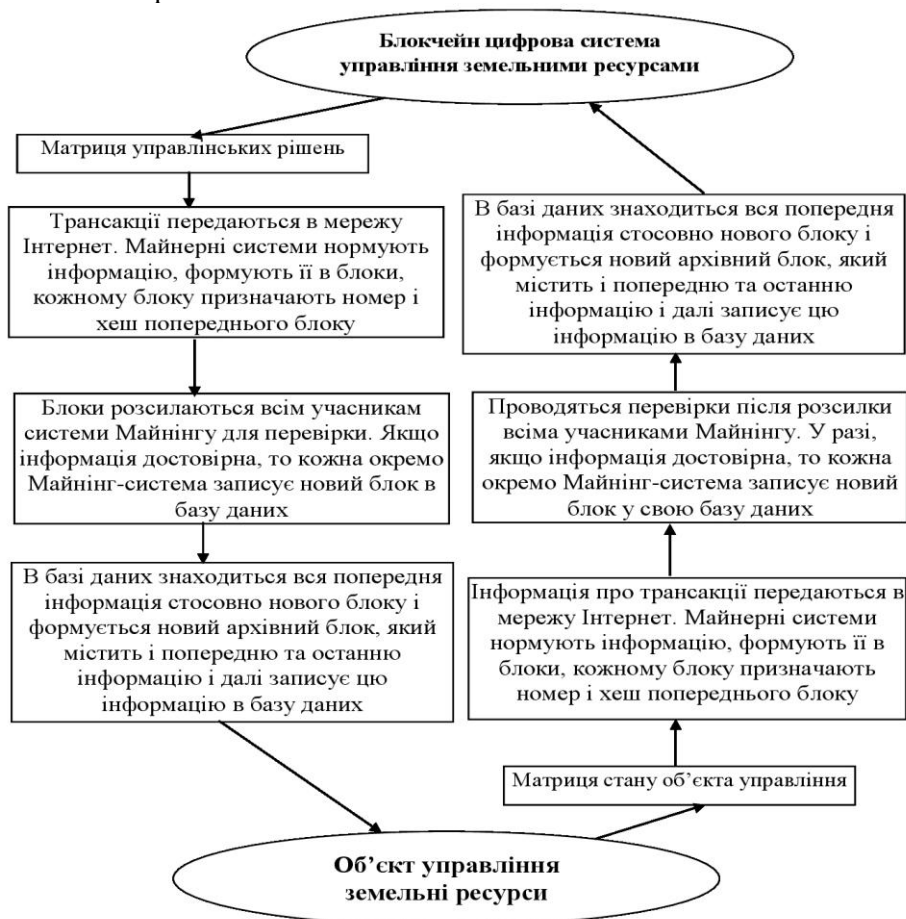 Блокчейн цифрова система
управління земельними ресурсами
Матриця управлінських рішень
Трансакції передаються в мережу
Інтернет. Майнерні системи нормують
інформацію, формують її в блоки,
кожному блоку призначають номер і
хеш попереднього блоку
Блоки розсилаються всім учасникам
системи Майнінгу для перевірки. Якщо
інформація достовірна, то кожна окремо
Майнінг-система записує новий блок в
базу даних
В базі даних знаходиться вся попередня
інформація стосовно нового блоку і
формується новий архівний блок, який
містить і попередню та останню
інформацію і далі записує цю
інформацію в базу даних
Об’єкт управління
земельні ресурси
Матриця стану об’єкта управління
Інформація про трансакції передаються в
мережу Інтернет. Майнерні системи
нормують інформацію, формують її в
блоки, кожному блоку призначають
номер і хеш попереднього блоку
Проводяться перевірки після розсилки
всіма учасниками Майнінгу. У разі,
якщо інформація достовірна, то кожна
окремо Майнінг-система записує новий
блок у свою базу даних
В базі даних знаходиться вся попередня
інформація стосовно нового блоку і
формується новий архівний блок, який
містить і попередню та останню
інформацію і далі записує цю
інформацію в базу даних